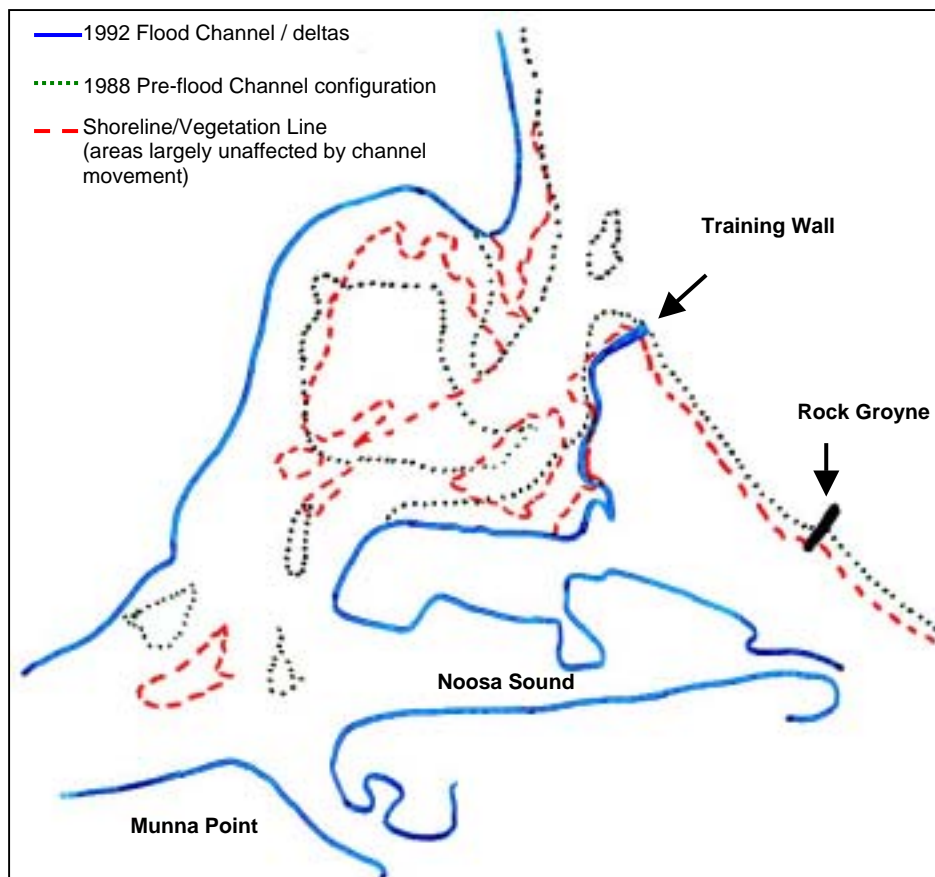 1992 Flood Channel / deltas
1988 Pre-flood Channel configuration
Shoreline/Vegetation Line
(areas largely unaffected by channel
movement)
Training Wall
Rock Groyne
Noosa Sound
Munna Point